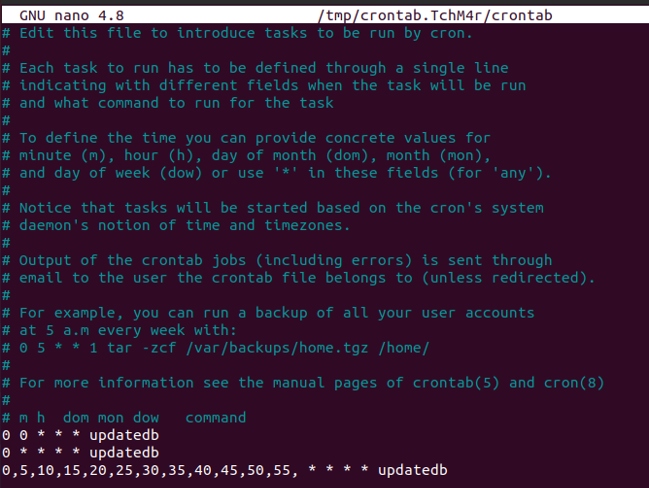 GNU nano 4.8 /tmp/crontab.TchM4r/crontab
# Edit this file to introduce tasks to be run by cron.
#
# Each task to run has to be defined through a single line
# indicating with different fields when the task will be run
# and what command to run for the task
#
# To define the time you can provide concrete values for
# minute (m), hour (h), day of month (dom), month (mon),
# and day of week (dow) or use '*' in these fields (for 'any').
#
# Notice that tasks will be started based on the cron's system
# daemon's notion of time and timezones.
#
# Output of the crontab jobs (including errors) is sent through
# email to the user the crontab file belongs to (unless redirected).
#
# For example, you can run a backup of all your user accounts
# at 5 a.m every week with:
# 0 5 * * 1 tar -zcf /var/backups/home.tgz /home/
#
# For more information see the manual pages of crontab(5) and cron(8)
#
# m h  dom mon dow   command
0 0 * * * updatedb
0 * * * * updatedb
0,5,10,15,20,25,30,35,40,45,50,55, * * * * updatedb